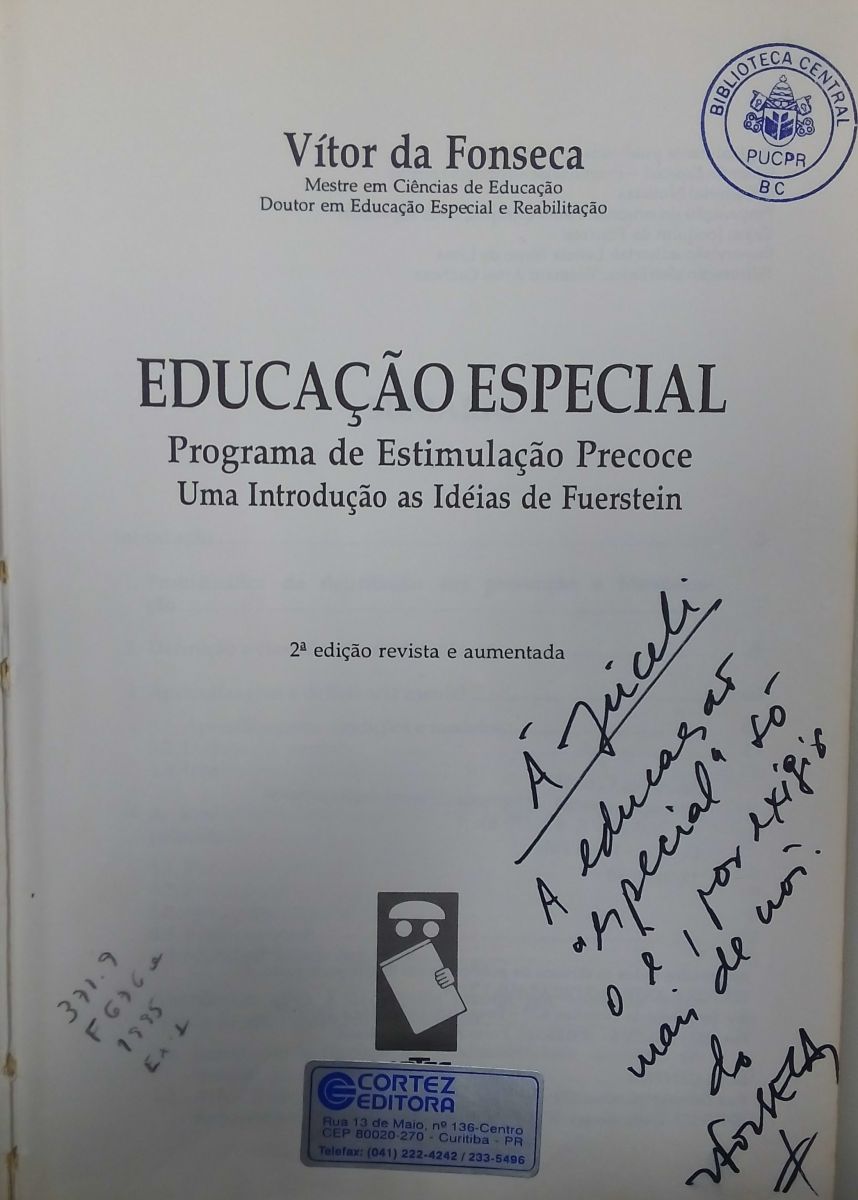 BIBLIOTECA CENTRAL
PUCPR
BC
Vítor da Fonseca
Mestre em Ciências de Educação
Doutor em Educação Especial e Reabilitação
EDUCAÇÃO ESPECIAL
Programa de Estimulação Precoce
Uma Introdução as Idéias de Fuerstein
2ª edição revista e aumentada
À Juceli
A educação
"especial" só
o é, por exigir
mais de nós.
do
371.9
1995
Ex. 1
CORTEZ
EDITORA
Rua 13 de Maio, nº 136-Centro
CEP 80020-270 - Curitiba - PR
Telefax: (041) 222-4242 / 233-5496